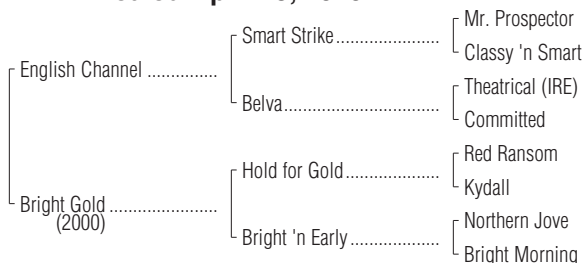 Mr. Prospector
Smart Strike....................
Classy 'n Smart
English Channel ...............
Theatrical (IRE)
Belva.......................................
Committed
Red Ransom
Hold for Gold........................
Kydall
Bright Gold ...........................
(2000)
Northern Jove
Bright 'n Early .......................
Bright Morning